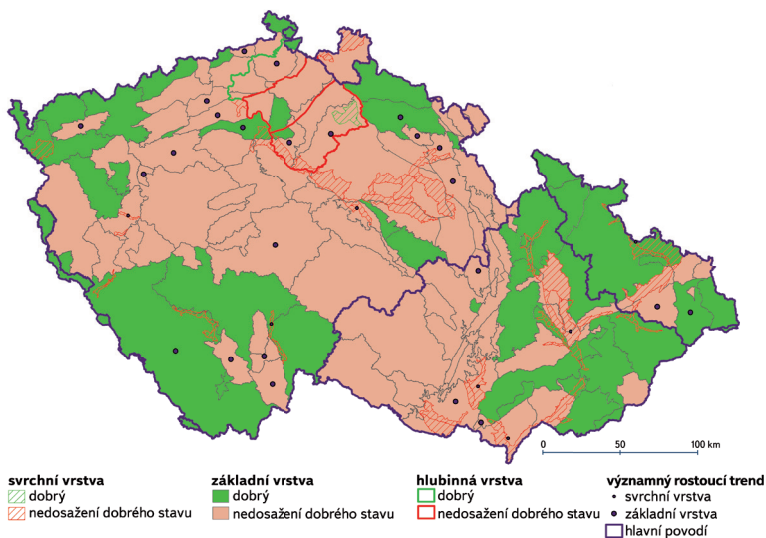 0 50 100 km
svrchní vrstva
dobrý
nedosažení dobrého stavu
základní vrstva
dobrý
nedosažení dobrého stavu
hlubinná vrstva
dobrý
nedosažení dobrého stavu
významný rostoucí trend
svrchní vrstva
základní vrstva
hlavní povodí